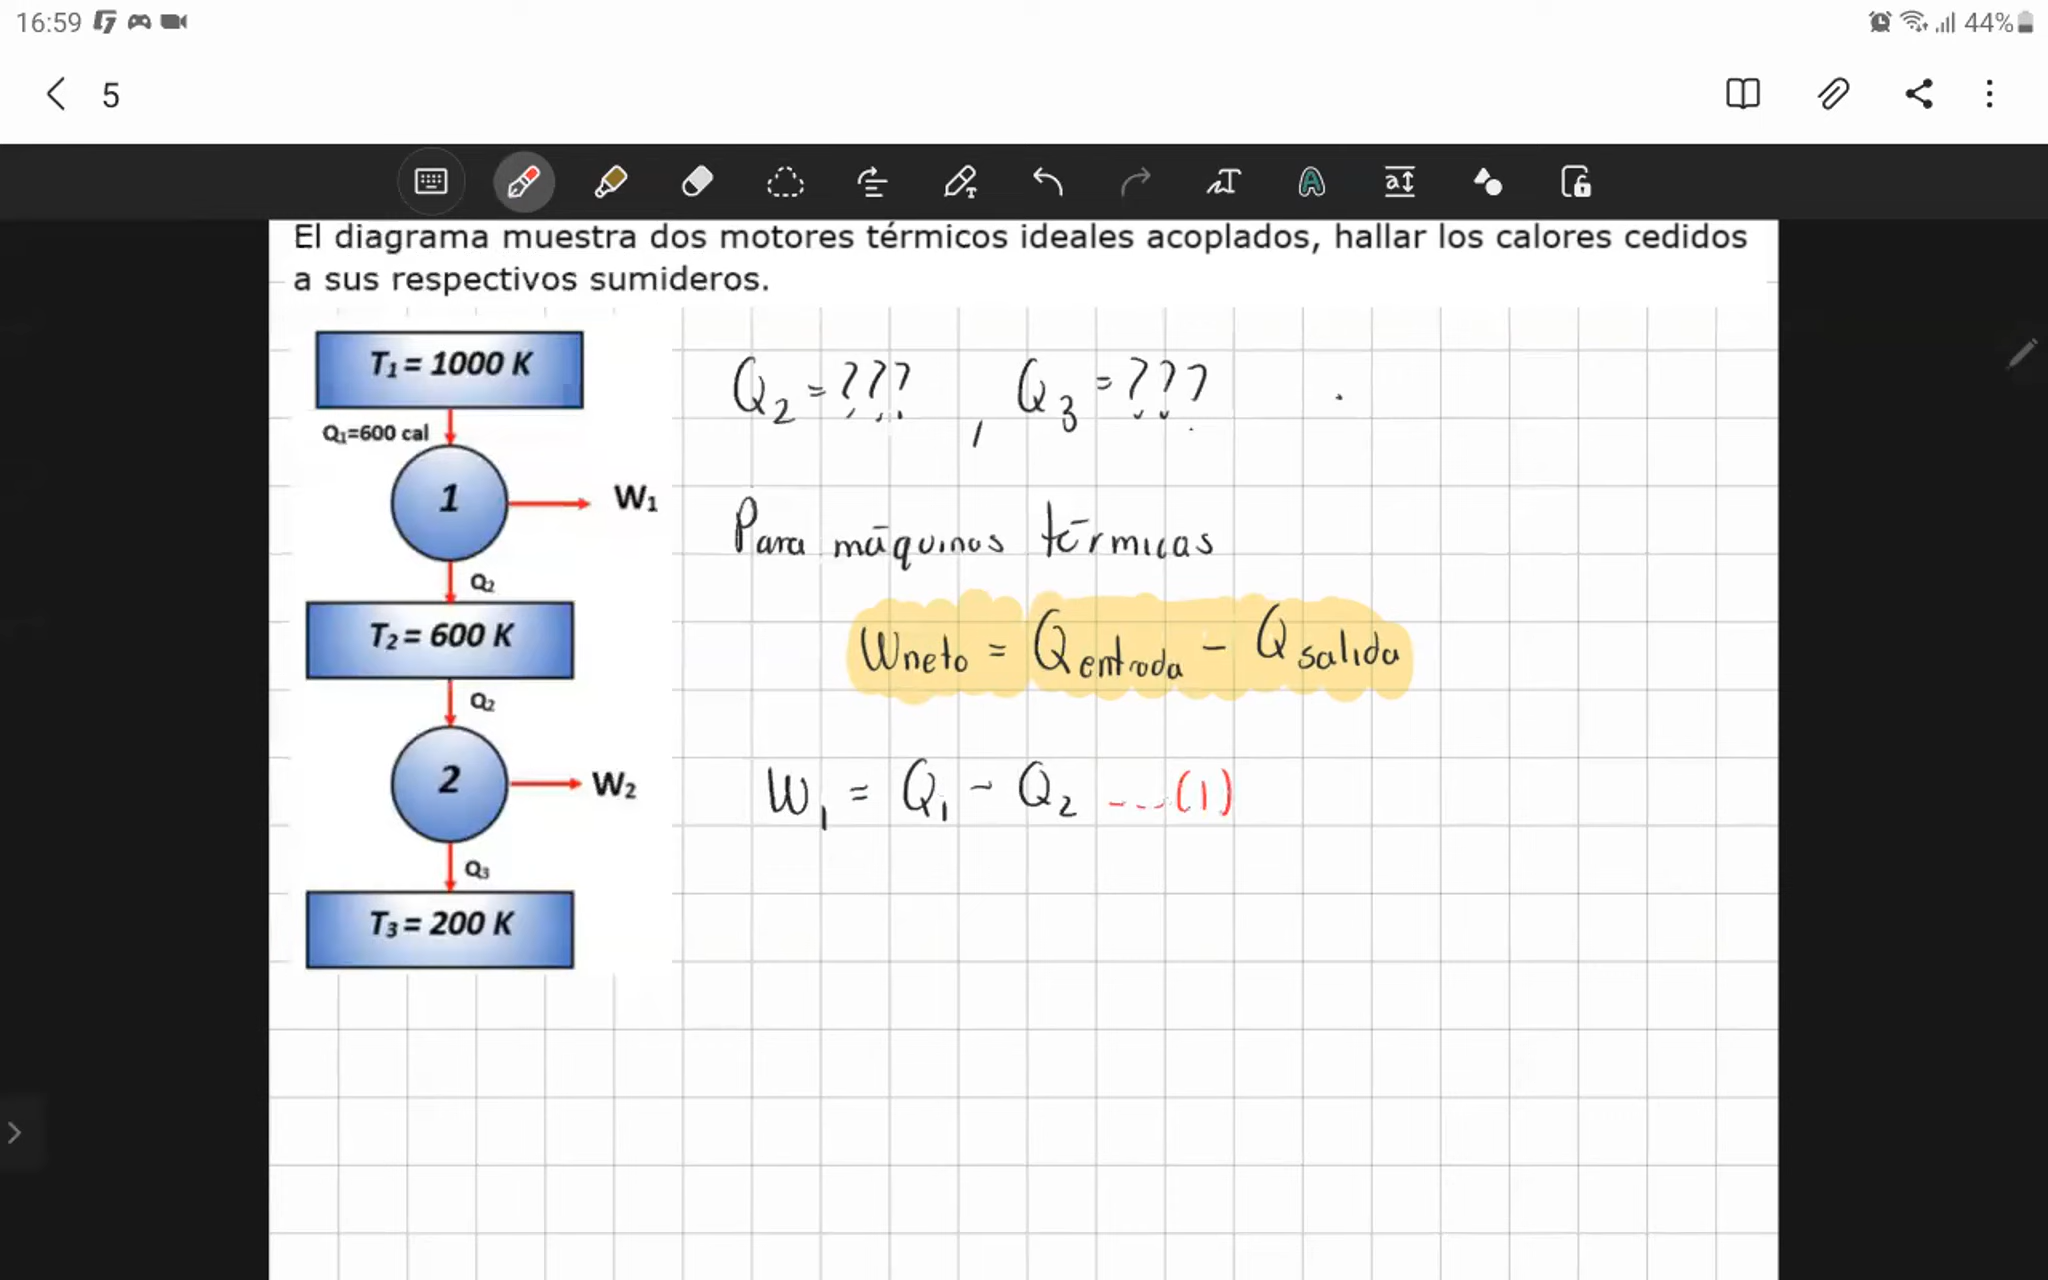 16:59
44%
5
El diagrama muestra dos motores térmicos ideales acoplados, hallar los calores cedidos
a sus respectivos sumideros.
T₁ = 1000 K
Q₁=600 cal
1
W₁
Q₂
T₂ = 600 K
Q₂
2
W₂
Q₃
T₃ = 200 K
Q₂ = ??? , Q₃ = ???
Para máquinas térmicas
Wneto = Qentrada - Qsalida
W₁ = Q₁ - Q₂ ....(1)